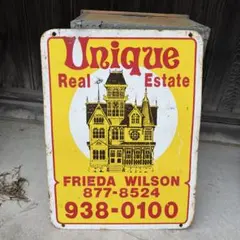 Unique
Real Estate
FRIEDA WILSON
877-8524
938-0100